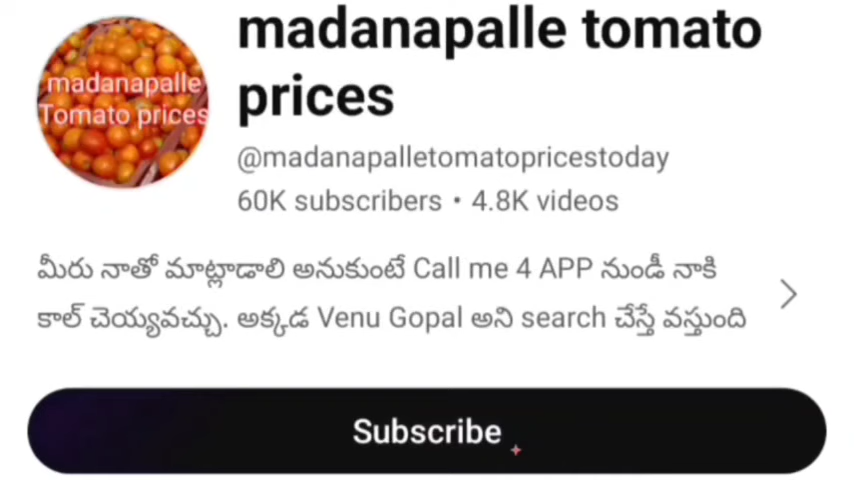 madanapalle tomato
prices
madanapalle
Tomato prices
@madanapalletomatopricestoday
60K subscribers • 4.8K videos
మీరు నాతో మాట్లాడాలి అనుకుంటే Call me 4 APP నుండీ నాకి
కాల్ చెయ్యవచ్చు. అక్కడ Venu Gopal అని search చేస్తే వస్తుంది
Subscribe